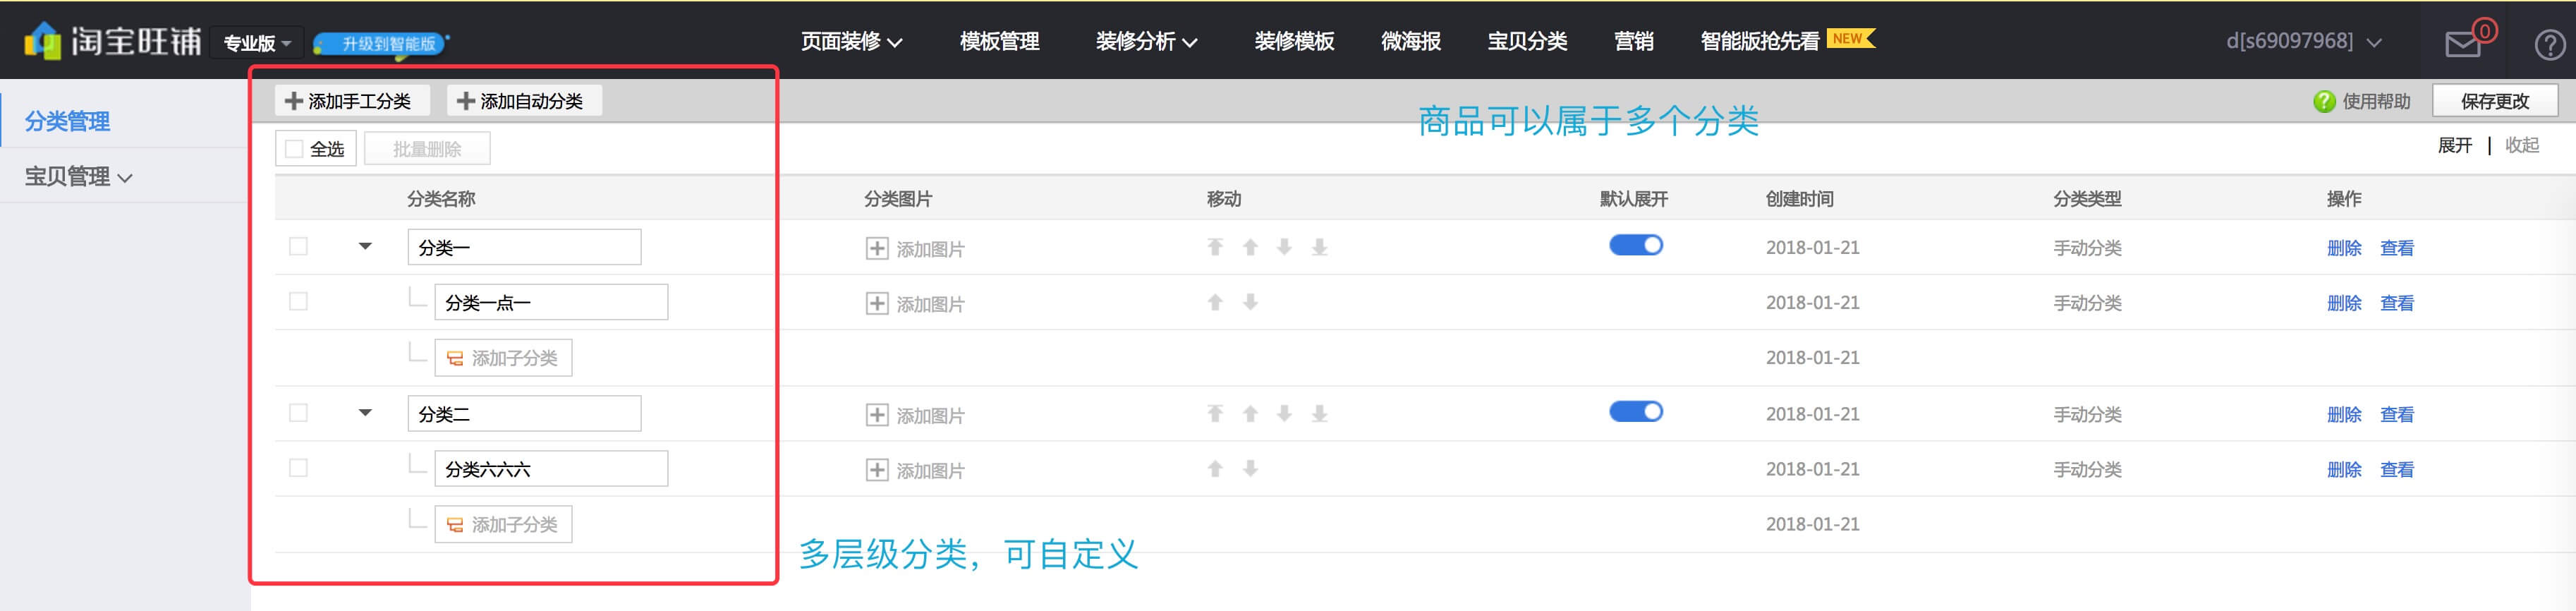 淘宝旺铺 专业版 升级到智能版 页面装修 模板管理 装修分析 装修模板 微海报 宝贝分类 营销 智能版抢先看 NEW d[s69097968] 0
分类管理
宝贝管理
添加手工分类 添加自动分类 商品可以属于多个分类 使用帮助 保存更改
全选 批量删除 展开 | 收起
分类名称 分类图片 移动 默认展开 创建时间 分类类型 操作
分类一 添加图片 2018-01-21 手动分类 删除 查看
分类一点一 添加图片 2018-01-21 手动分类 删除 查看
添加子分类 2018-01-21
分类二 添加图片 2018-01-21 手动分类 删除 查看
分类六六六 添加图片 2018-01-21 手动分类 删除 查看
添加子分类 2018-01-21
多层级分类，可自定义